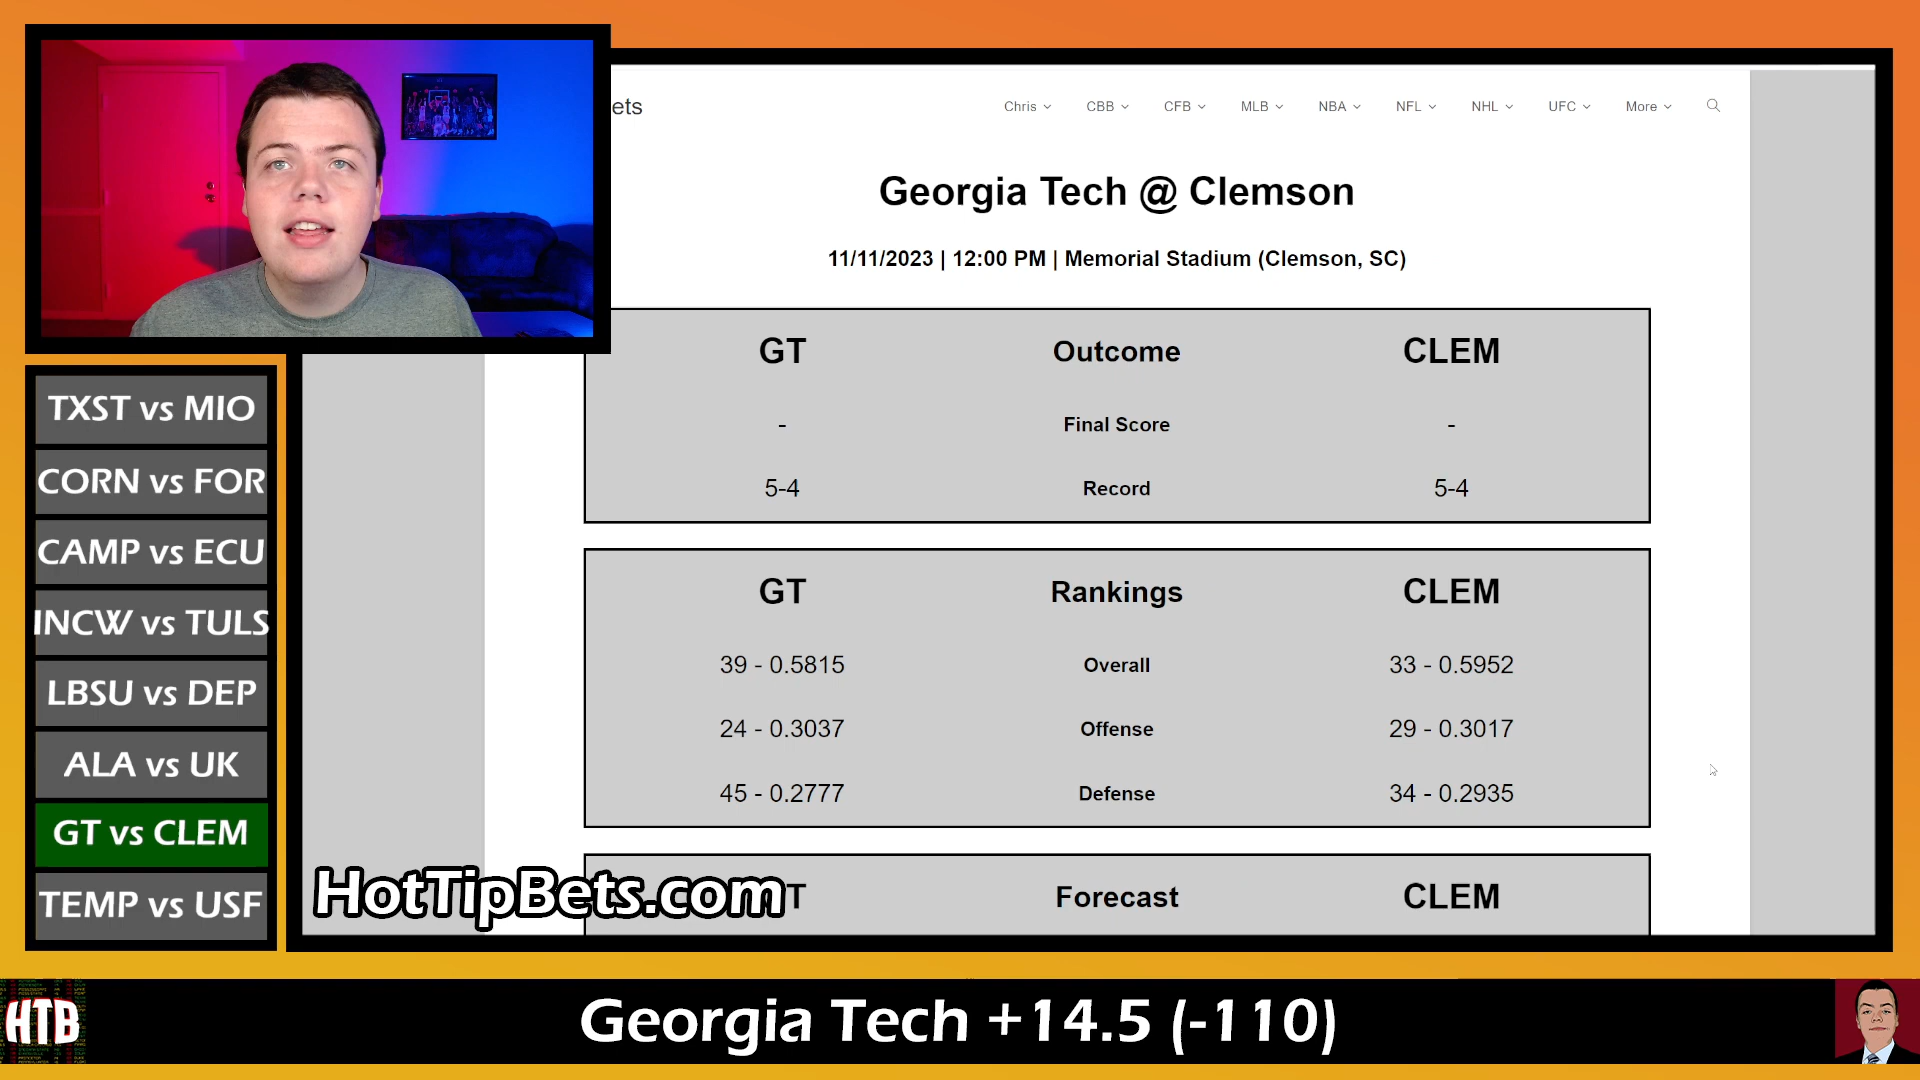 ets
Chris CBB CFB MLB NBA NFL NHL UFC More
Georgia Tech @ Clemson
11/11/2023 | 12:00 PM | Memorial Stadium (Clemson, SC)
GT Outcome CLEM
- Final Score -
5-4 Record 5-4
GT Rankings CLEM
39 - 0.5815 Overall 33 - 0.5952
24 - 0.3037 Offense 29 - 0.3017
45 - 0.2777 Defense 34 - 0.2935
T Forecast CLEM
TXST vs MIO
CORN vs FOR
CAMP vs ECU
INCW vs TULS
LBSU vs DEP
ALA vs UK
GT vs CLEM
TEMP vs USF
HotTipBets.com
HTB
Georgia Tech +14.5 (-110)